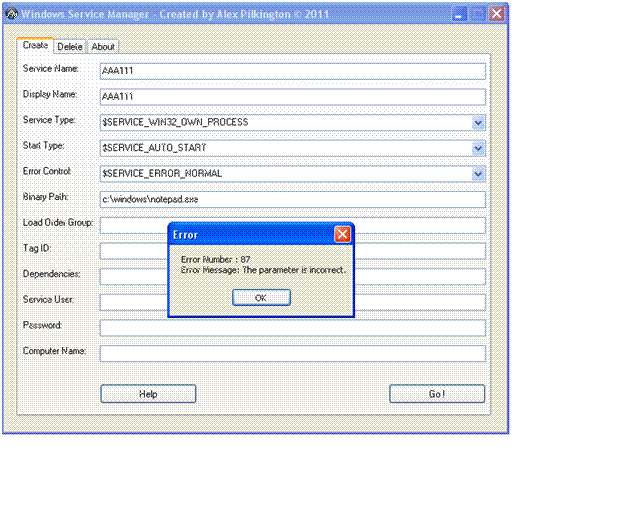 Windows Service Manager - Created by Alex Pilkington © 2011
Create Delete About
Service Name: AAA111
Display Name: AAA111
Service Type: $SERVICE_WIN32_OWN_PROCESS
Start Type: $SERVICE_AUTO_START
Error Control: $SERVICE_ERROR_NORMAL
Binary Path: c:\windows\notepad.exe
Load Order Group:
Tag ID:
Dependencies:
Service User:
Password:
Computer Name:
Error
Error Number : 87
Error Message: The parameter is incorrect.
OK
Help Go !